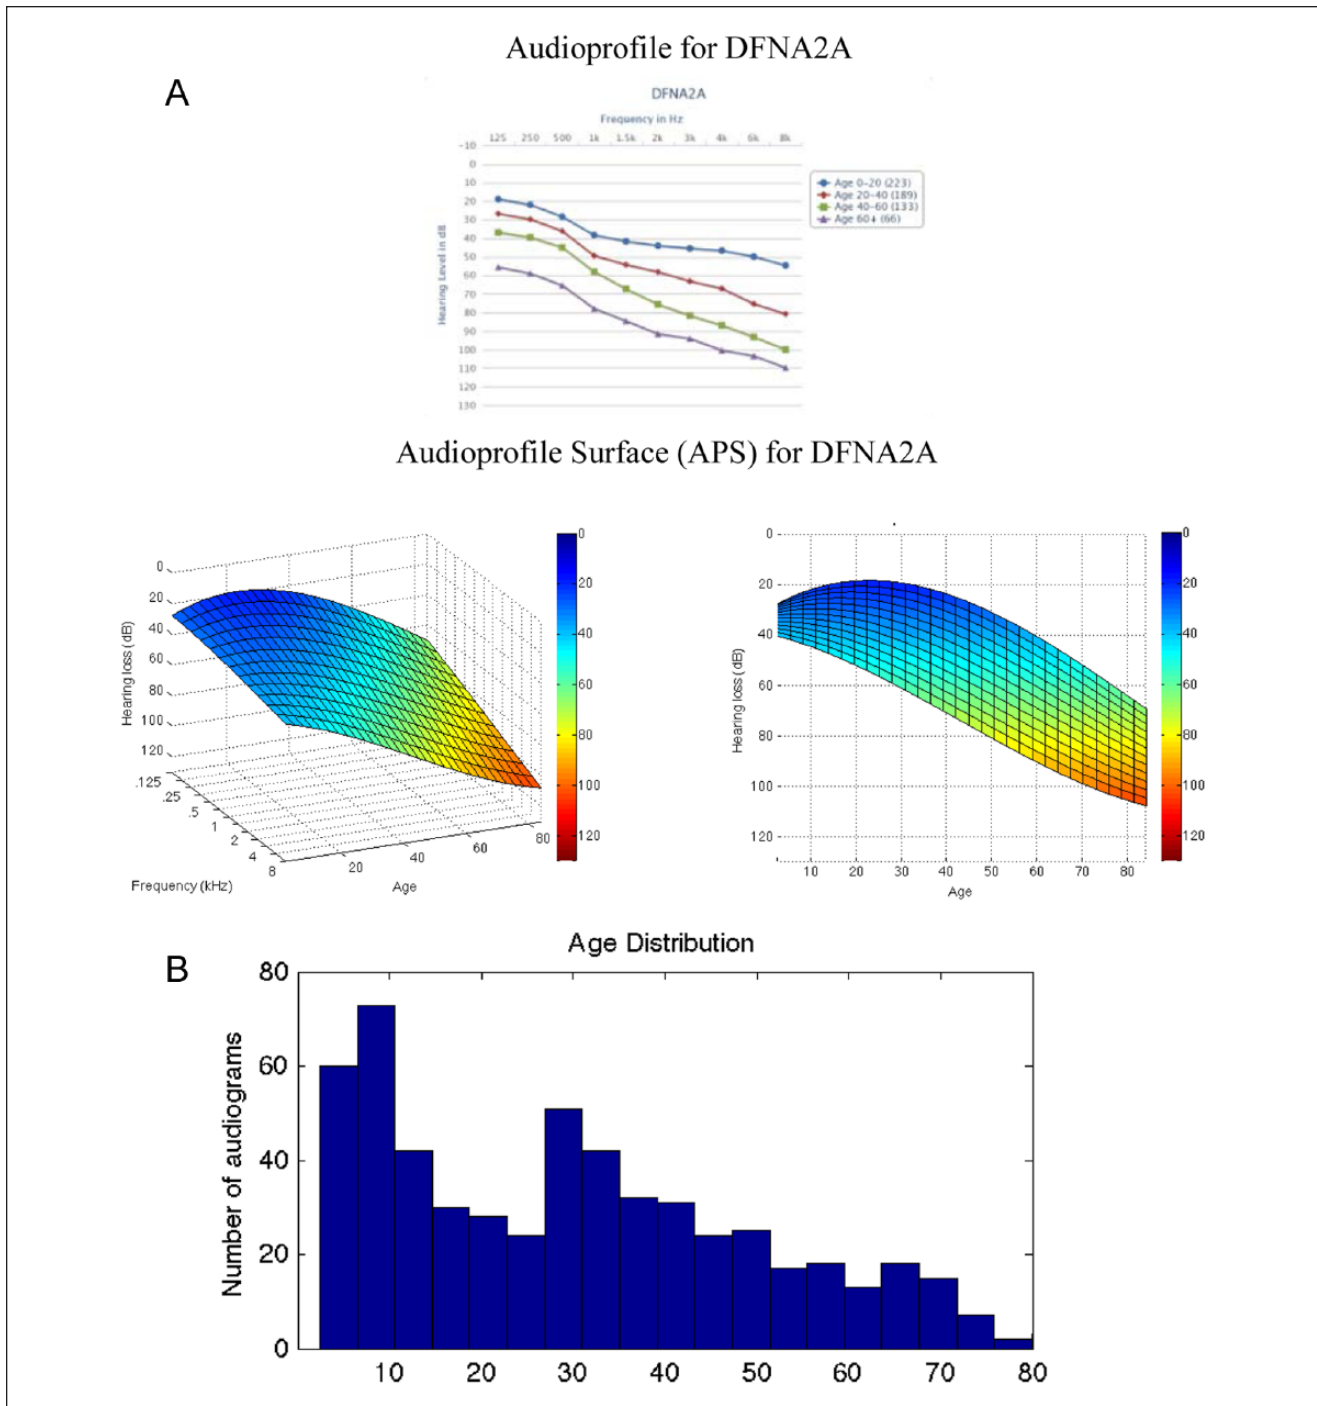 Audioprofile for DFNA2A
A
DFNA2A
Frequency in Hz
125 250 500 1k 1.5k 2k 3k 4k 6k 8k
-10
0
10
20
30
40
50
60
70
80
90
100
110
120
130
Hearing Level in dB
Age 0-20 (223)
Age 20-40 (189)
Age 40-60 (133)
Age 60+ (66)
Audioprofile Surface (APS) for DFNA2A
0
20
40
60
80
100
120
Hearing loss (dB)
.125
.25
.5
1
2
4
8
Frequency (kHz)
20 40 60 80
Age
0
20
40
60
80
100
120
0
20
40
60
80
100
120
Hearing loss (dB)
10 20 30 40 50 60 70 80
Age
0
20
40
60
80
100
120
B
Age Distribution
80
60
40
20
0
Number of audiograms
10 20 30 40 50 60 70 80